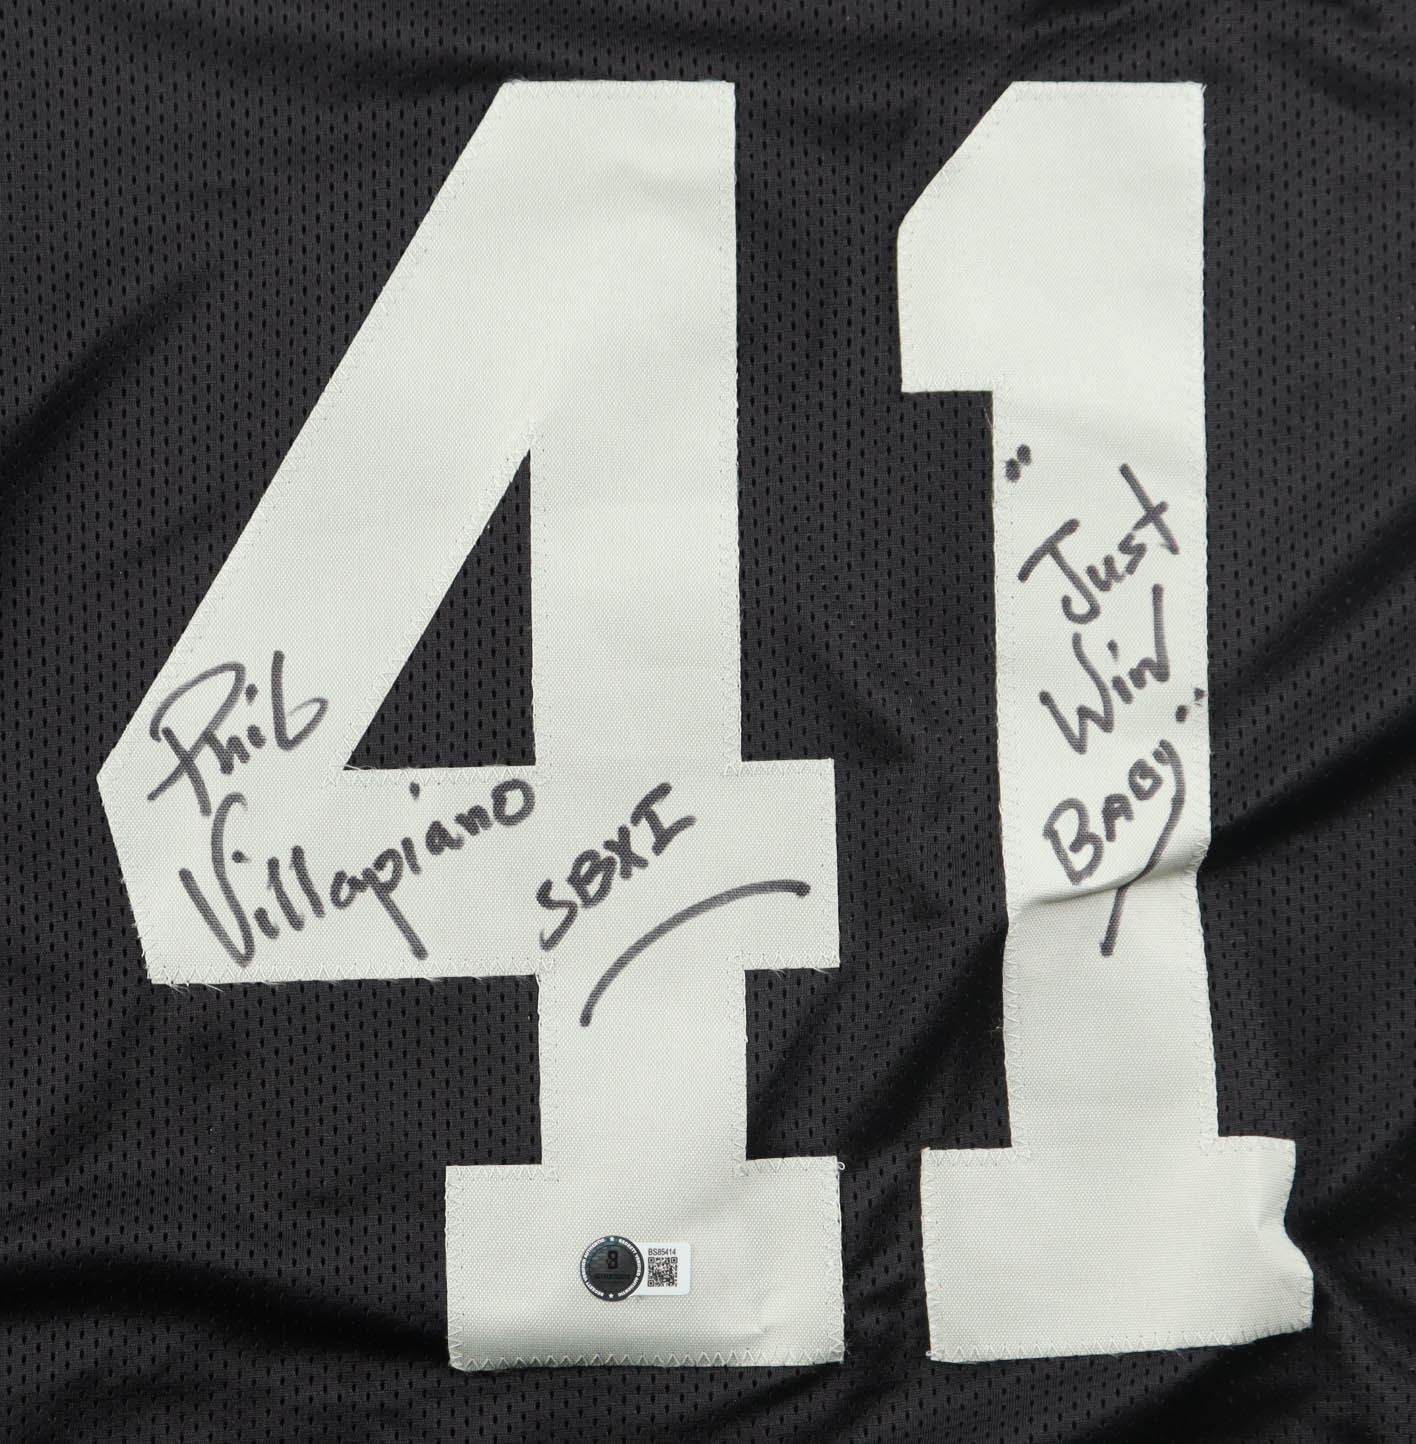 41
Phil
Villapiano
SBXI
"Just
Win
BABY."
BS85414